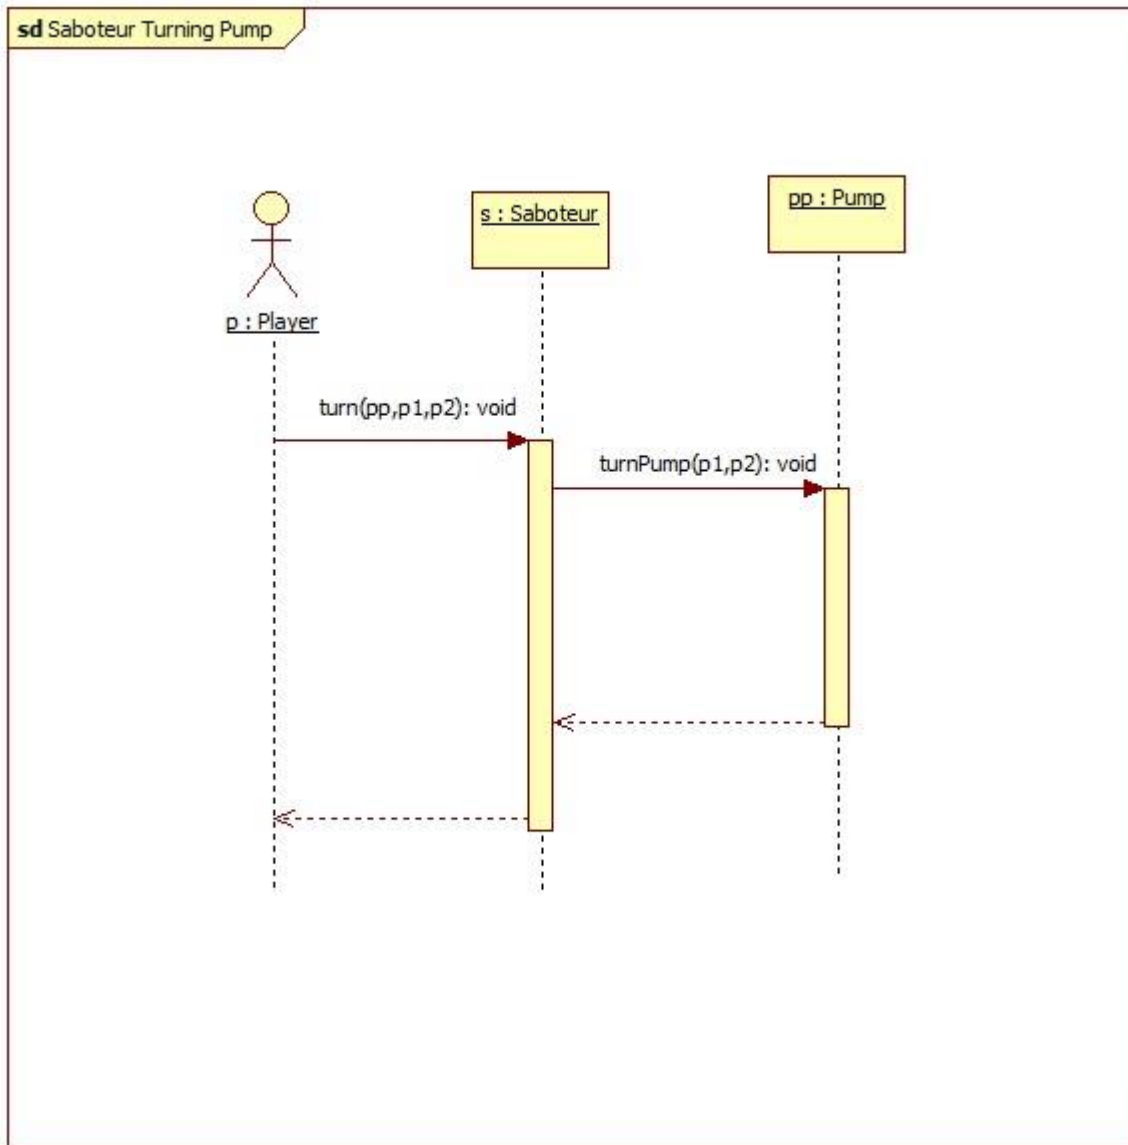 sd Saboteur Turning Pump
pp : Pump
s : Saboteur
p : Player
turn(pp,p1,p2): void
turnPump(p1,p2): void